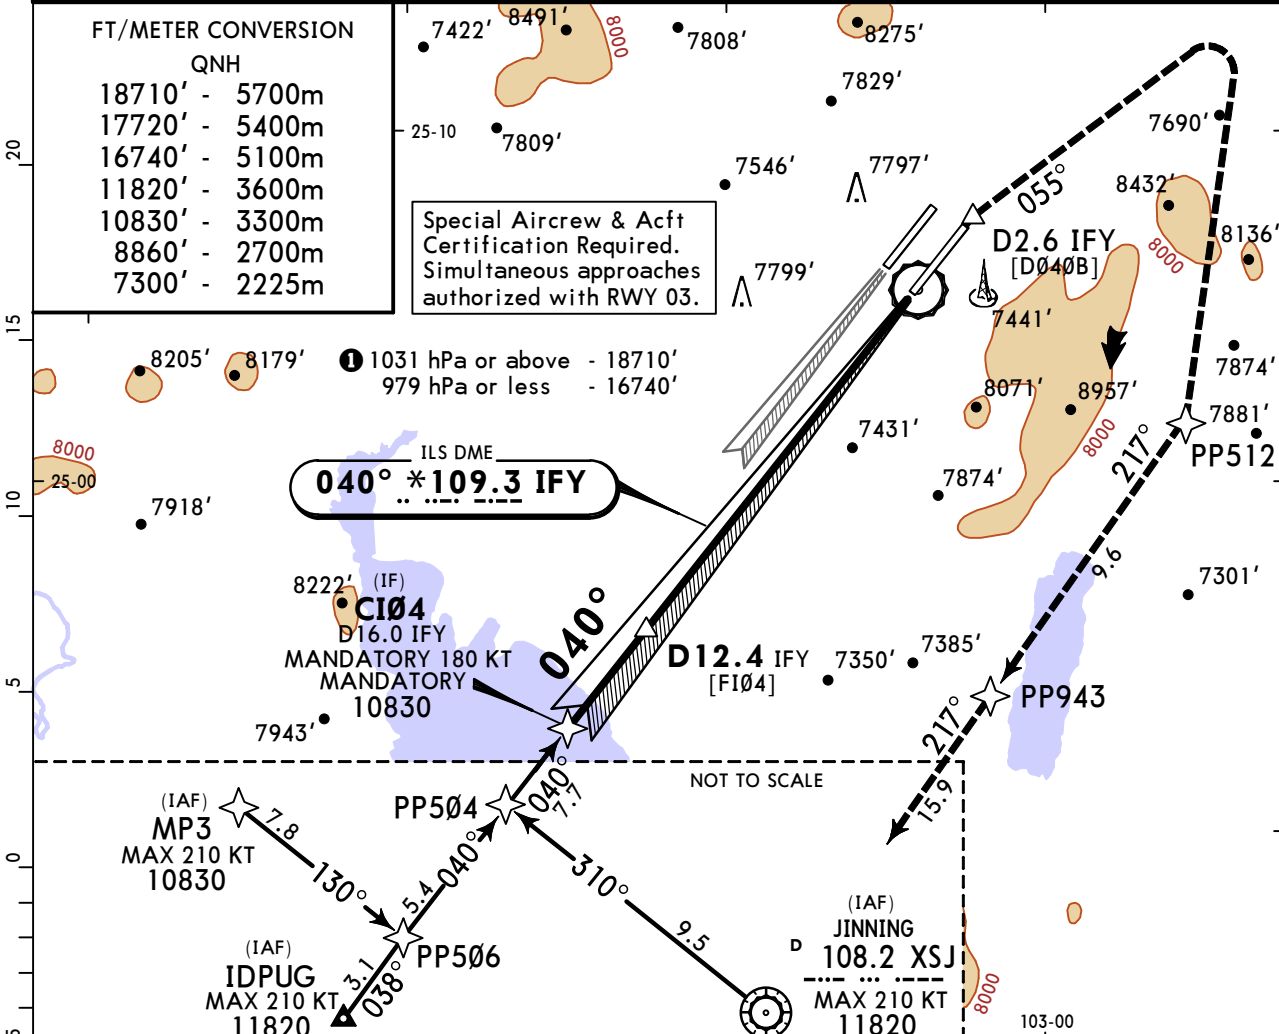 FT/METER CONVERSION
QNH
18710' - 5700m
17720' - 5400m
16740' - 5100m
11820' - 3600m
10830' - 3300m
8860' - 2700m
7300' - 2225m
7422'
8491'
8000
7808'
8275'
7829'
25-10
7809'
7546'
7797'
7690'
8432'
8136'
8000
Special Aircrew & Acft
Certification Required.
Simultaneous approaches
authorized with RWY 03.
7799'
055°
D2.6 IFY
[DØ4ØB]
7441'
20
15
10
5
0
5
8205'
8179'
1 1031 hPa or above - 18710'
979 hPa or less - 16740'
7874'
8071'
8957'
8000
7881'
PP512
217°
7431'
7874'
8000
25-00
7918'
ILS DME
040° *109.3 IFY
9.6
7301'
8222'
(IF)
CIØ4
D16.0 IFY
MANDATORY 180 KT
MANDATORY
10830
040°
D12.4 IFY
[FIØ4]
7350'
7385'
PP943
217°
15.9
7943'
NOT TO SCALE
(IAF)
MP3
MAX 210 KT
10830
7.8
130°
PP5Ø4
040°
7.7
040°
5.4
310°
9.5
PP5Ø6
(IAF)
IDPUG
MAX 210 KT
11820
3.1
038°
(IAF)
JINNING
D 108.2 XSJ
MAX 210 KT
11820
8000
103-00